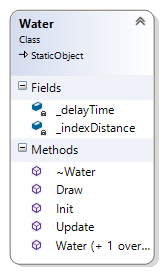 Water
Class
StaticObject
Fields
_delayTime
_indexDistance
Methods
~Water
Draw
Init
Update
Water (+ 1 over...